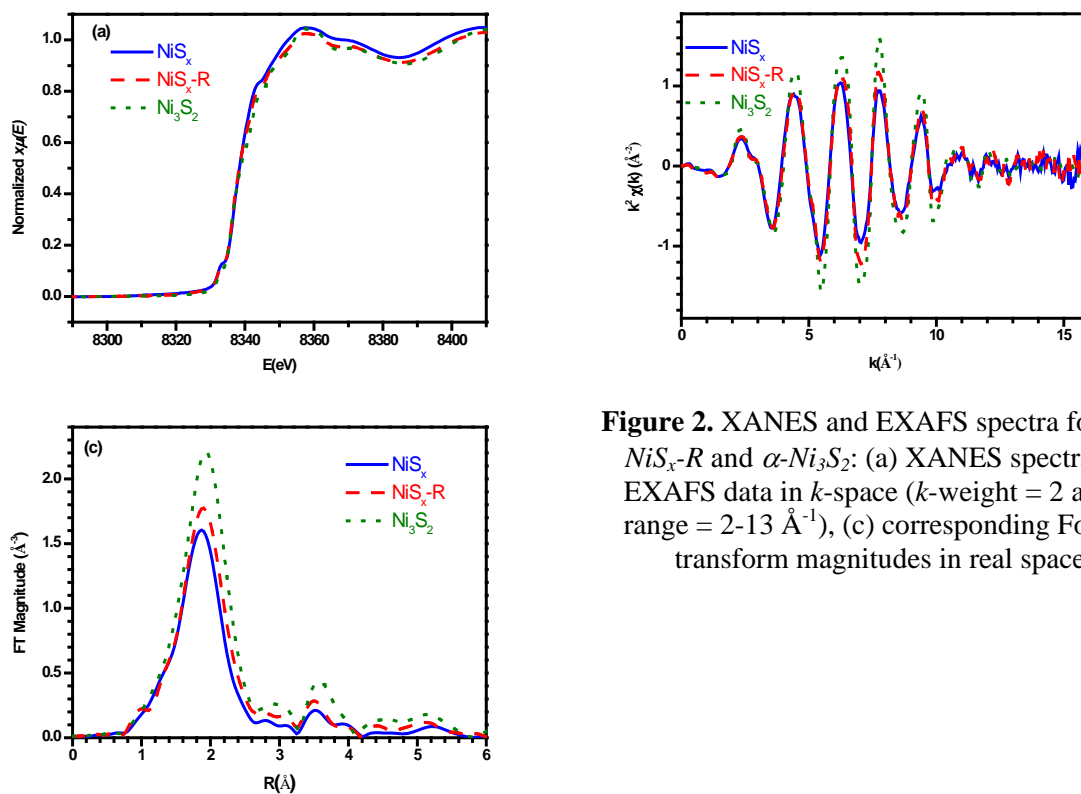 (a)
NiSₓ
NiSₓ-R
Ni₃S₂
Normalized xμ(E)
1.0
0.8
0.6
0.4
0.2
0.0
8300 8320 8340 8360 8380 8400
E(eV)
NiSₓ
NiSₓ-R
Ni₃S₂
k² χ(k) (Å⁻²)
1
0
-1
0 5 10 15
k(Å⁻¹)
(c)
NiSₓ
NiSₓ-R
Ni₃S₂
FT Magnitude (Å⁻³)
2.0
1.5
1.0
0.5
0.0
0 1 2 3 4 5 6
R(Å)
Figure 2. XANES and EXAFS spectra fo
NiSₓ-R and α-Ni₃S₂: (a) XANES spectr
EXAFS data in k-space (k-weight = 2 a
range = 2-13 Å⁻¹), (c) corresponding Fo
transform magnitudes in real space